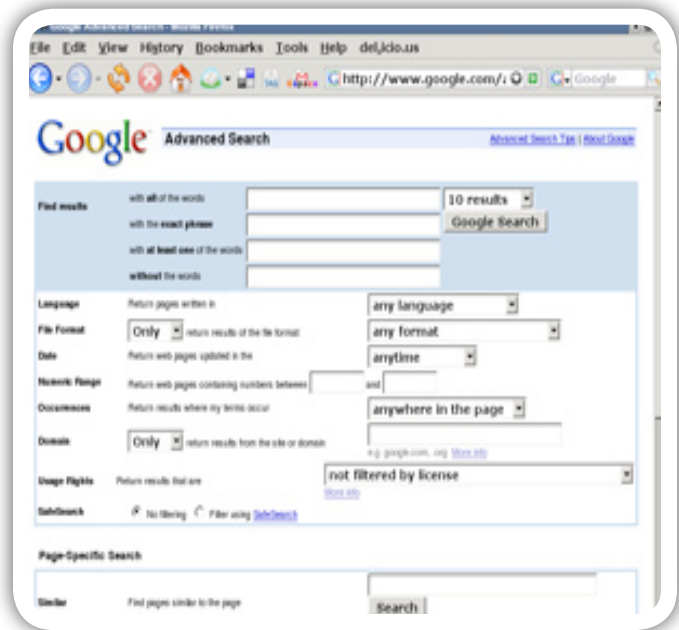 Google Advanced Search - Mozilla Firefox
File Edit View History Bookmarks Tools Help del.icio.us
http://www.google.com/a Google
Google Advanced Search Advanced Search Tips | About Google
Find results with all of the words 10 results
with the exact phrase Google Search
with at least one of the words
without the words
Language Return pages written in any language
File Format Only return results of the file format any format
Date Return web pages updated in the anytime
Numeric Range Return web pages containing numbers between and
Occurrences Return results where my terms occur anywhere in the page
Domain Only return results from the site or domain
e.g. google.com, .org More info
Usage Rights Return results that are not filtered by license
More info
SafeSearch No filtering Filter using SafeSearch
Page-Specific Search
Similar Find pages similar to the page
Search